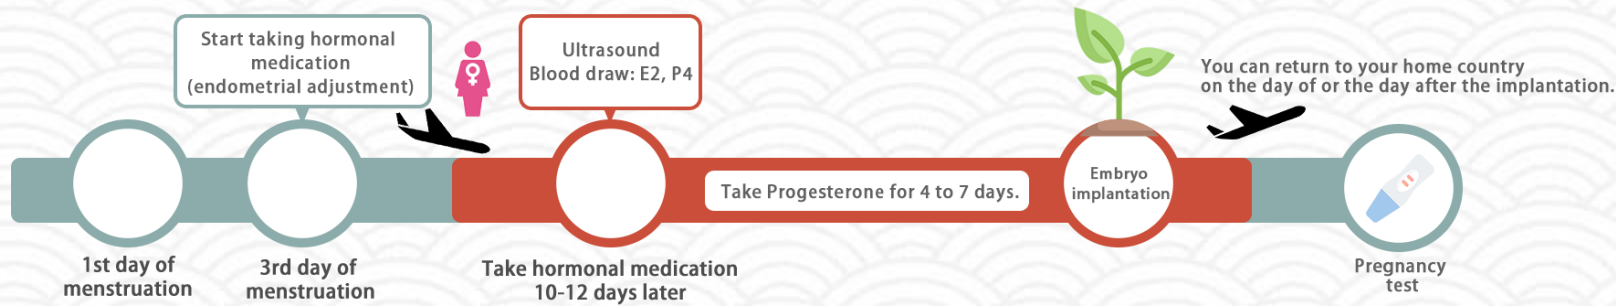 Start taking hormonal
medication
(endometrial adjustment)
Ultrasound
Blood draw: E2, P4
You can return to your home country
on the day of or the day after the implantation.
Take Progesterone for 4 to 7 days.
Embryo
implantation
1st day of
menstruation
3rd day of
menstruation
Take hormonal medication
10-12 days later
Pregnancy
test